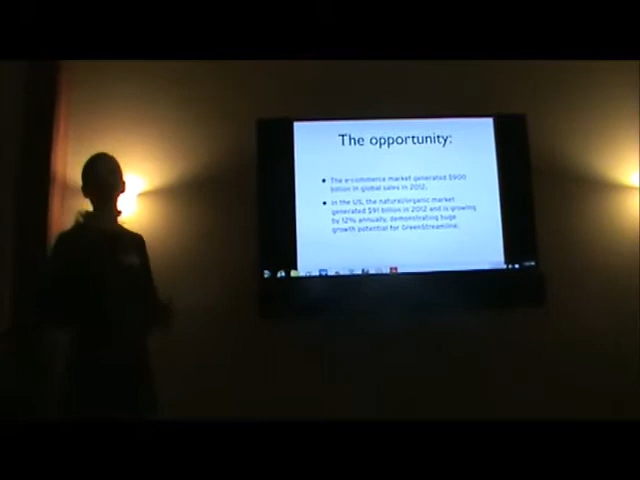 The opportunity:
• The e-commerce market generated $900
billion in global sales in 2012.
• In the US, the natural/organic market
generated $91 billion in 2012 and is growing
by 12% annually, demonstrating huge
growth potential for GreenStreamline.